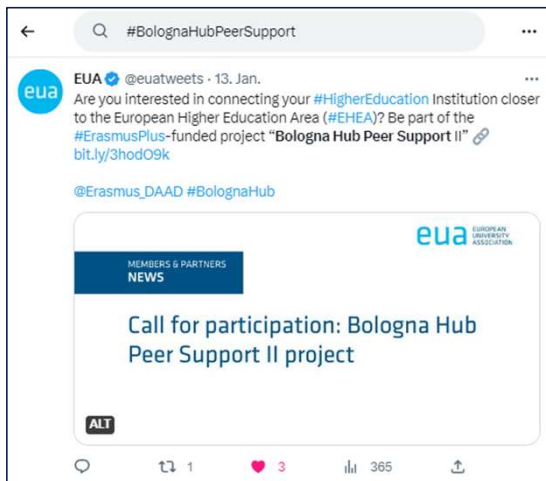 #BolognaHubPeerSupport
EUA @euatweets · 13. Jan.
Are you interested in connecting your #HigherEducation Institution closer
to the European Higher Education Area (#EHEA)? Be part of the
#ErasmusPlus-funded project “Bologna Hub Peer Support II”
bit.ly/3hodO9k
@Erasmus_DAAD #BolognaHub
eua
eua EUROPEAN
UNIVERSITY
ASSOCIATION
MEMBERS & PARTNERS
NEWS
Call for participation: Bologna Hub
Peer Support II project
ALT
1 3 365